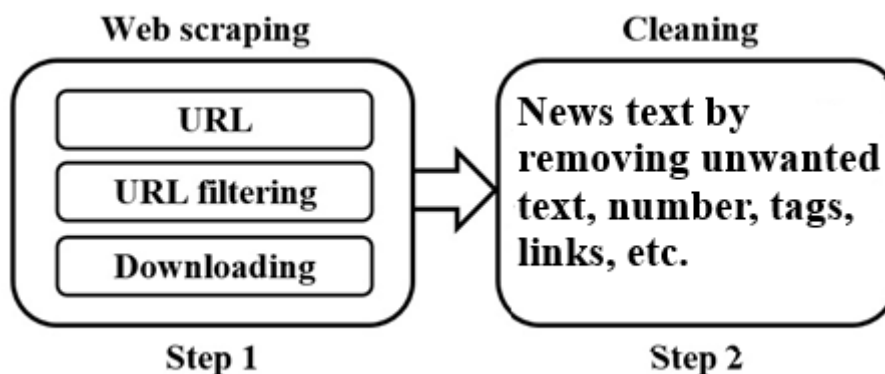 Web scraping
URL
URL filtering
Downloading
Step 1
Cleaning
News text by
removing unwanted
text, number, tags,
links, etc.
Step 2